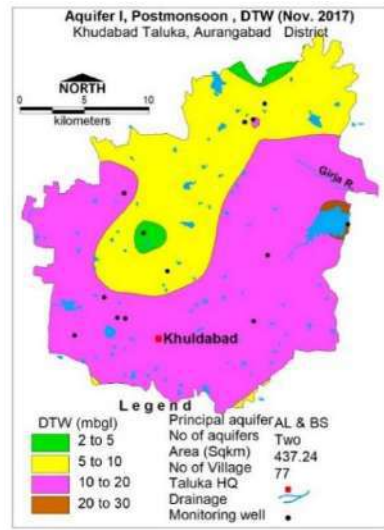 Aquifer I, Postmonsoon , DTW (Nov. 2017)
Khudabad Taluka, Aurangabad District
NORTH
0 10
kilometers
Girja R.
Khuldabad
Legend
DTW (mbgl)
2 to 5
5 to 10
10 to 20
20 to 30
Principal aquifer AL & BS
No of aquifers Two
Area (Sqkm) 437.24
No of Village 77
Taluka HQ
Drainage
Monitoring well